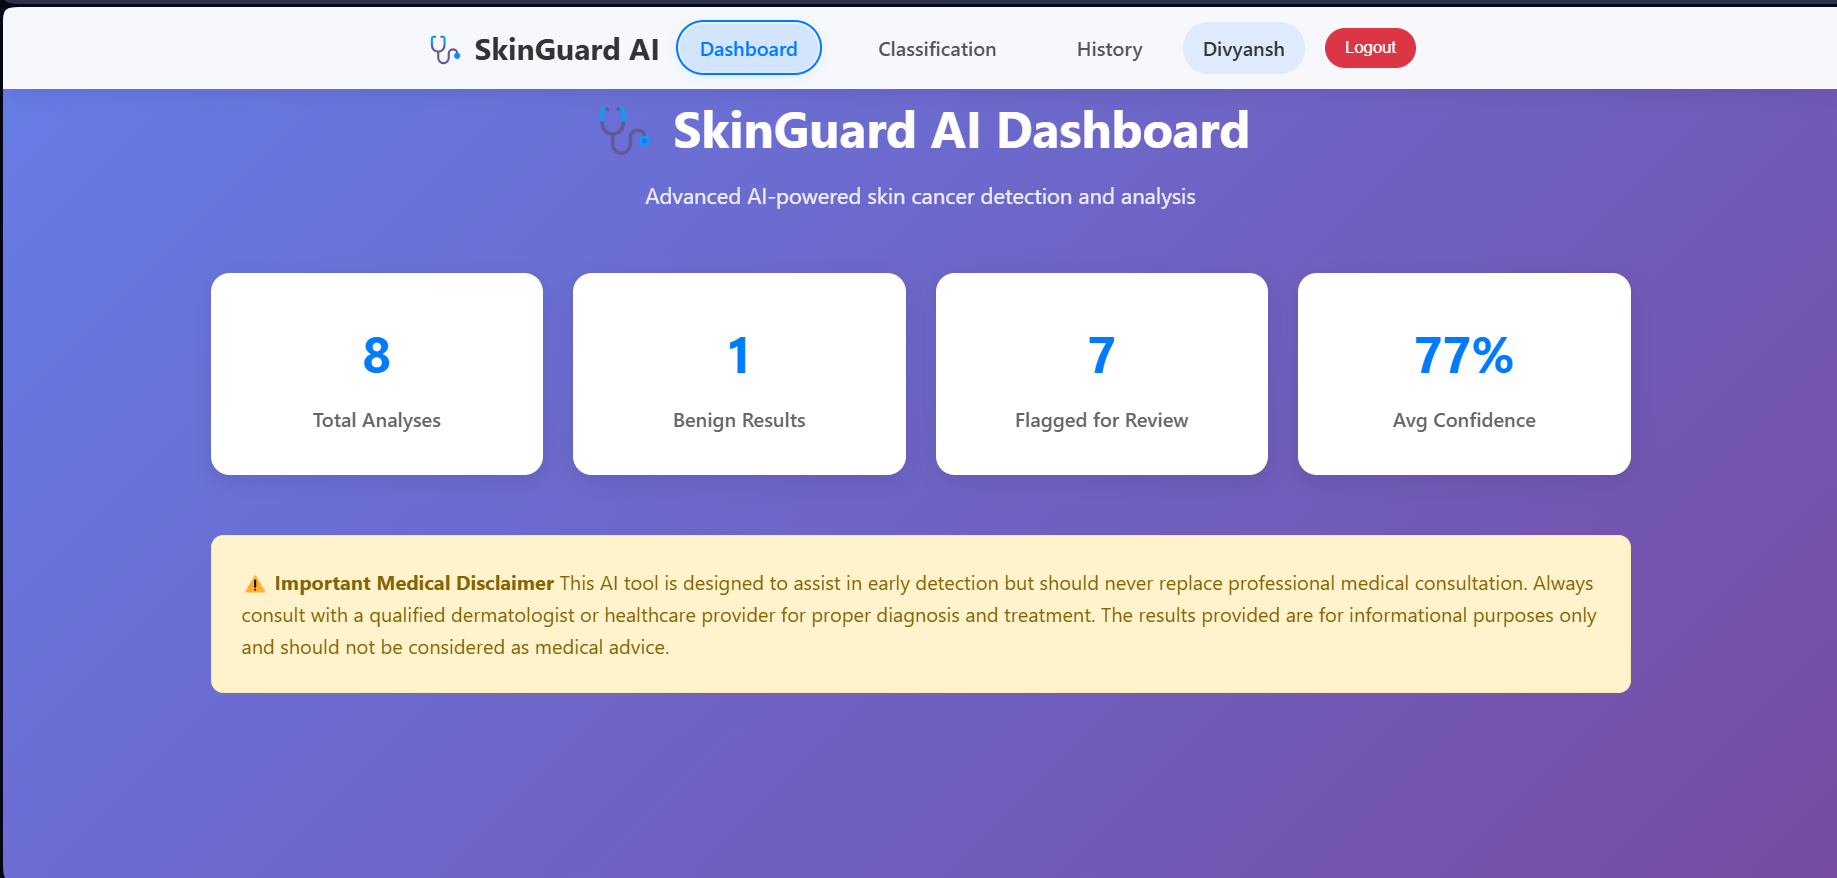 SkinGuard AI Dashboard Classification History Divyansh Logout
SkinGuard AI Dashboard
Advanced AI-powered skin cancer detection and analysis
8
Total Analyses
1
Benign Results
7
Flagged for Review
77%
Avg Confidence
⚠️ Important Medical Disclaimer This AI tool is designed to assist in early detection but should never replace professional medical consultation. Always
consult with a qualified dermatologist or healthcare provider for proper diagnosis and treatment. The results provided are for informational purposes only
and should not be considered as medical advice.